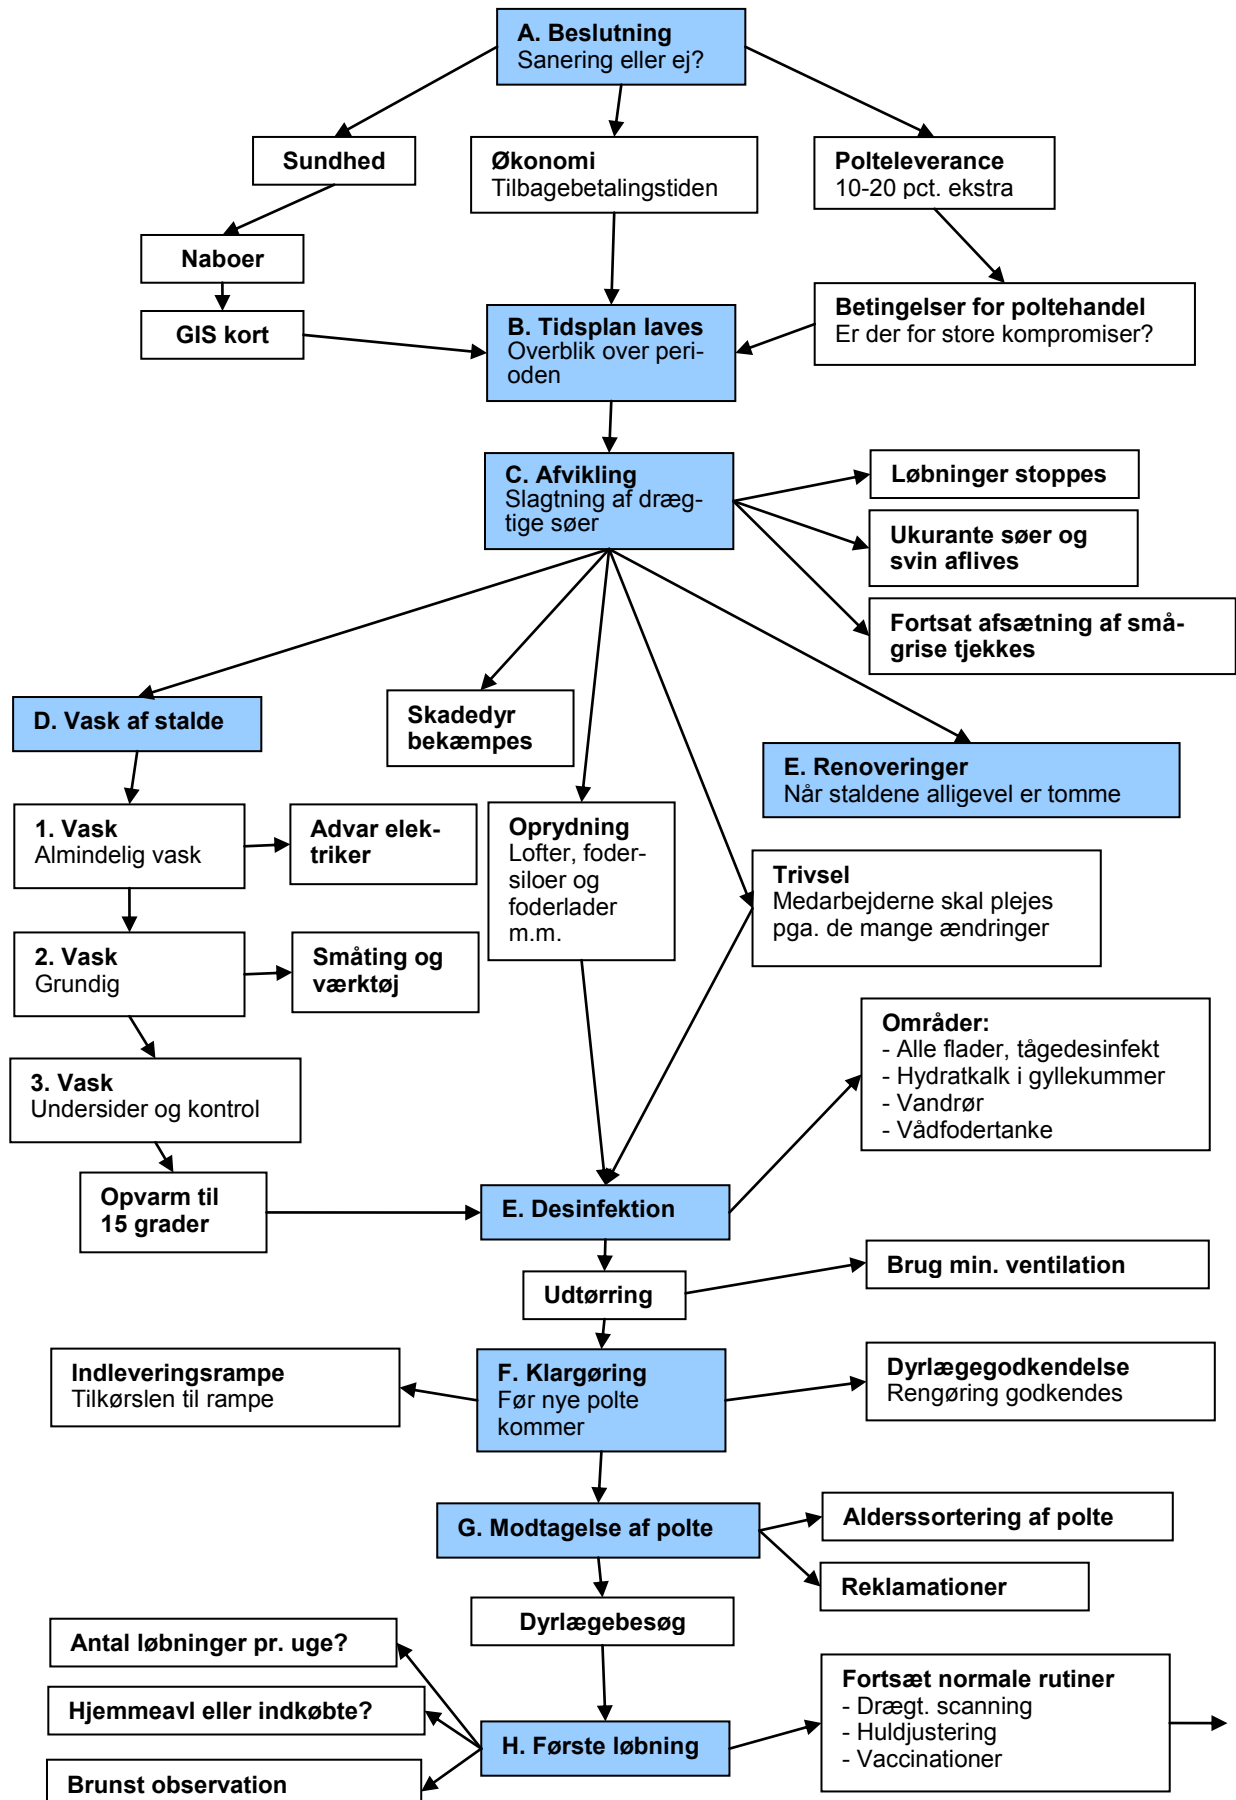 A. Beslutning
Sanering eller ej?
Sundhed
Økonomi
Tilbagebetalingstiden
Polteleverance
10-20 pct. ekstra
Naboer
GIS kort
B. Tidsplan laves
Overblik over peri-
oden
Betingelser for poltehandel
Er der for store kompromiser?
C. Afvikling
Slagtning af dræg-
tige søer
Løbninger stoppes
Ukurante søer og
svin aflives
Fortsat afsætning af små-
grise tjekkes
D. Vask af stalde
Skadedyr
bekæmpes
E. Renoveringer
Når staldene alligevel er tomme
1. Vask
Almindelig vask
Advar elek-
triker
Oprydning
Lofter, foder-
siloer og
foderlader
m.m.
Trivsel
Medarbejderne skal plejes
pga. de mange ændringer
2. Vask
Grundig
Småting og
værktøj
3. Vask
Undersider og kontrol
Områder:
- Alle flader, tågedesinfekt
- Hydratkalk i gyllekummer
- Vandrør
- Vådfodertanke
Opvarm til
15 grader
E. Desinfektion
Udtørring
Brug min. ventilation
Indleveringsrampe
Tilkørslen til rampe
F. Klargøring
Før nye polte
kommer
Dyrlægegodkendelse
Rengøring godkendes
G. Modtagelse af polte
Alderssortering af polte
Reklamationer
Dyrlægebesøg
Antal løbninger pr. uge?
Hjemmeavl eller indkøbte?
Brunst observation
H. Første løbning
Fortsæt normale rutiner
- Drægt. scanning
- Huldjustering
- Vaccinationer